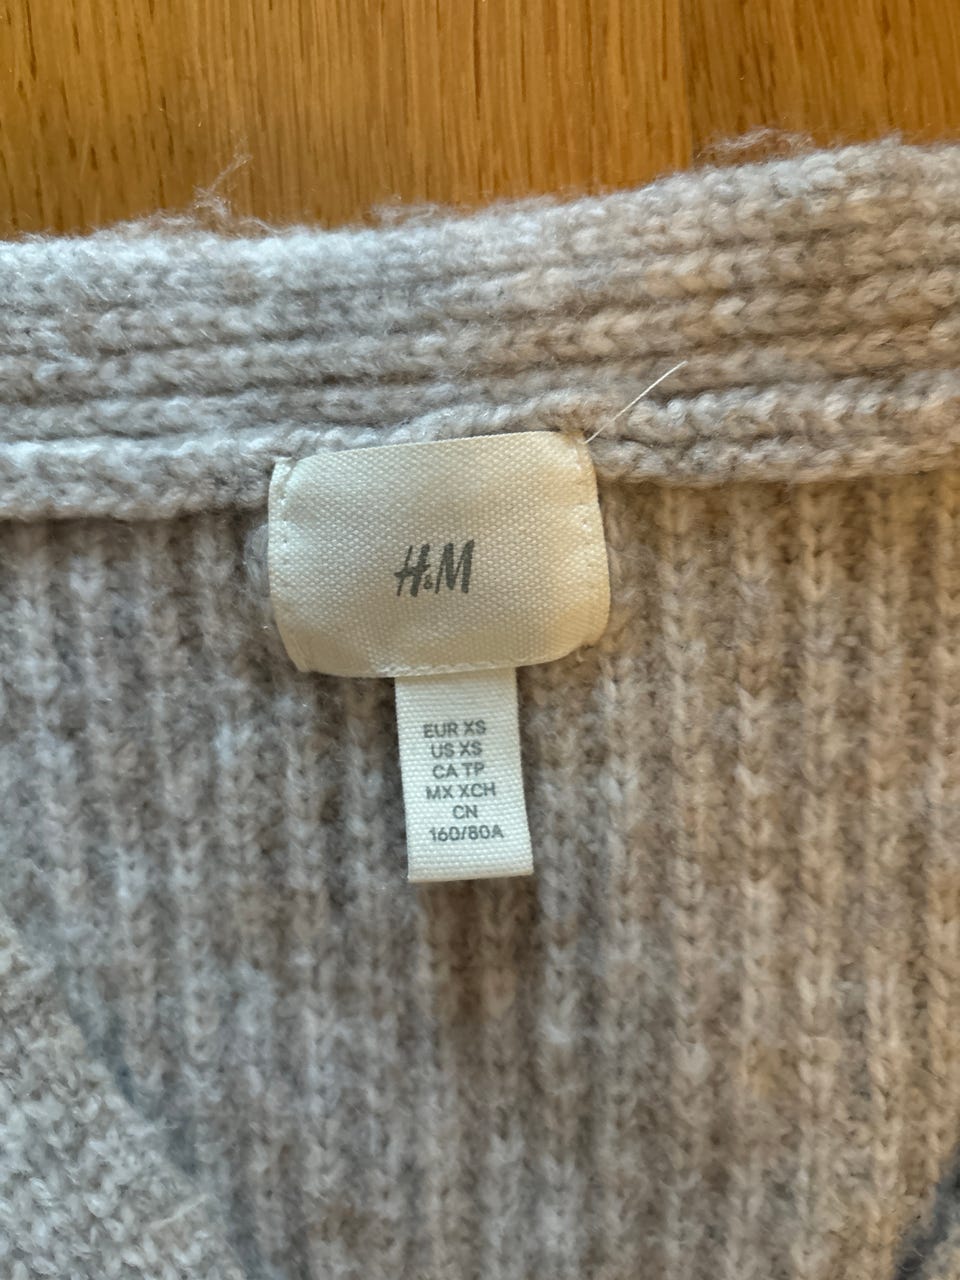 H&M
EUR XS
US XS
CA TP
MX XCH
CN
160/80A